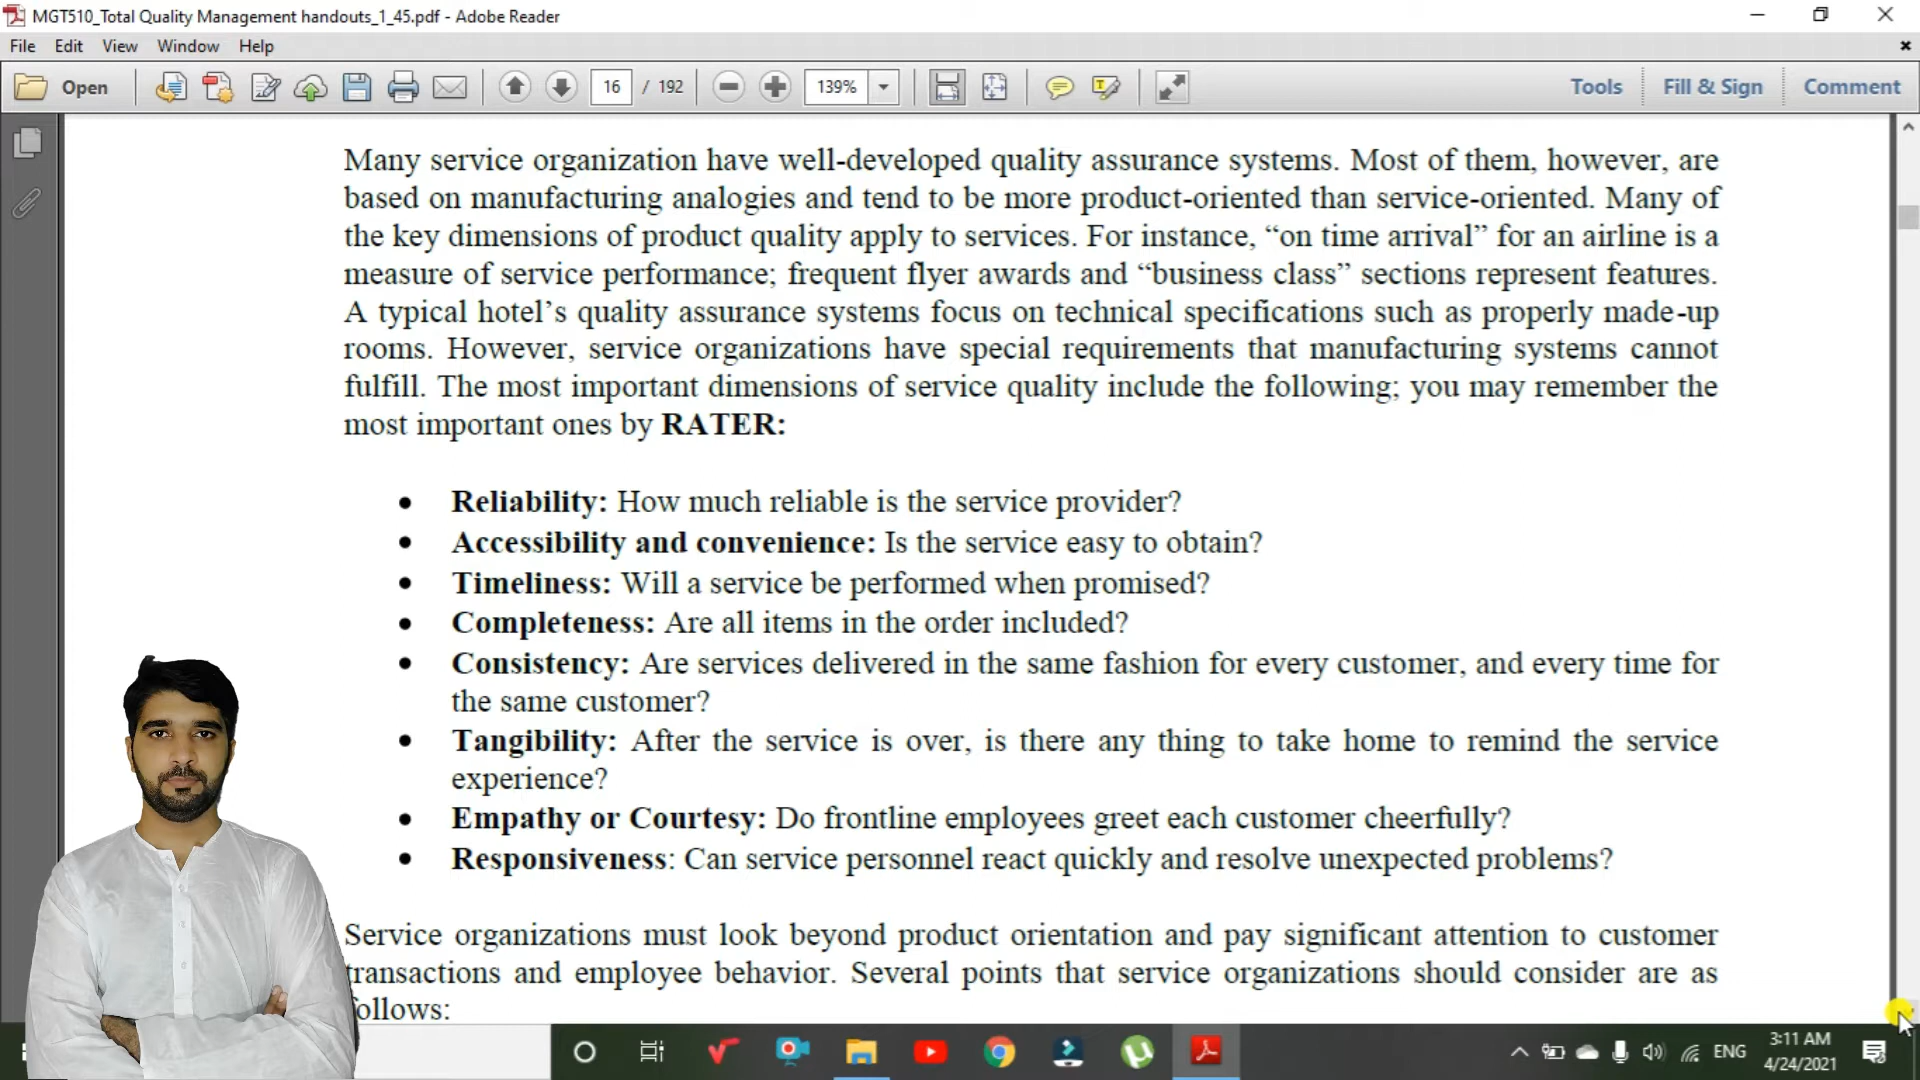 MGT510_Total Quality Management handouts_1_45.pdf - Adobe Reader
File Edit View Window Help
Open 16 / 192 139% Tools Fill & Sign Comment
Many service organization have well-developed quality assurance systems. Most of them, however, are
based on manufacturing analogies and tend to be more product-oriented than service-oriented. Many of
the key dimensions of product quality apply to services. For instance, “on time arrival” for an airline is a
measure of service performance; frequent flyer awards and “business class” sections represent features.
A typical hotel’s quality assurance systems focus on technical specifications such as properly made-up
rooms. However, service organizations have special requirements that manufacturing systems cannot
fulfill. The most important dimensions of service quality include the following; you may remember the
most important ones by RATER:
• Reliability: How much reliable is the service provider?
• Accessibility and convenience: Is the service easy to obtain?
• Timeliness: Will a service be performed when promised?
• Completeness: Are all items in the order included?
• Consistency: Are services delivered in the same fashion for every customer, and every time for
the same customer?
• Tangibility: After the service is over, is there any thing to take home to remind the service
experience?
• Empathy or Courtesy: Do frontline employees greet each customer cheerfully?
• Responsiveness: Can service personnel react quickly and resolve unexpected problems?
Service organizations must look beyond product orientation and pay significant attention to customer
transactions and employee behavior. Several points that service organizations should consider are as
follows:
ENG 3:11 AM
4/24/2021